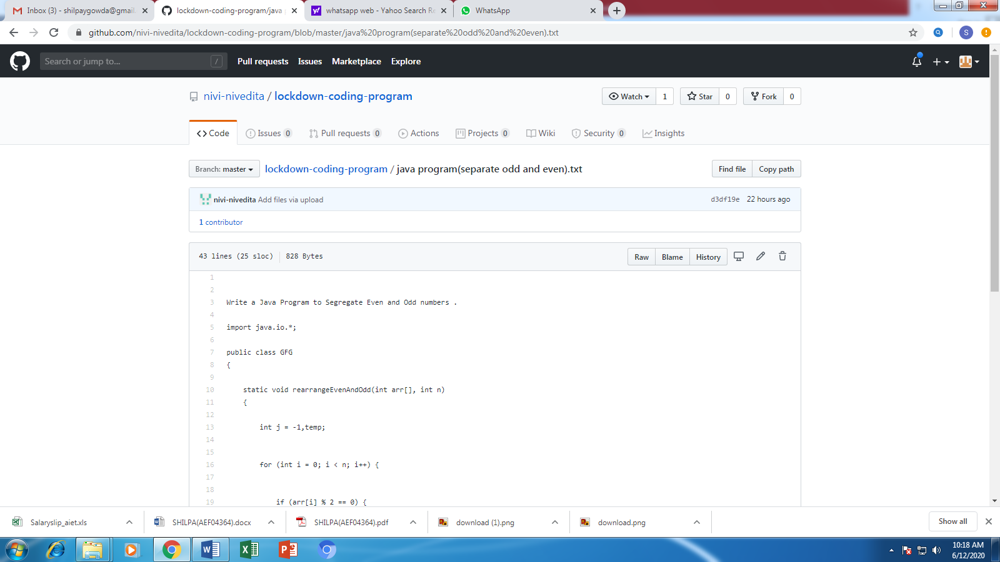 Inbox (3) - shilpaygowda@gmail.
lockdown-coding-program/java
whatsapp web - Yahoo Search Re
WhatsApp
github.com/nivi-nivedita/lockdown-coding-program/blob/master/java%20program(separate%20odd%20and%20even).txt
S
Search or jump to... /
Pull requests Issues Marketplace Explore
nivi-nivedita / lockdown-coding-program
Watch 1 Star 0 Fork 0
Code Issues 0 Pull requests 0 Actions Projects 0 Wiki Security 0 Insights
Branch: master lockdown-coding-program / java program(separate odd and even).txt Find file Copy path
nivi-nivedita Add files via upload d3df19e 22 hours ago
1 contributor
43 lines (25 sloc) 828 Bytes Raw Blame History
1
2
3 Write a Java Program to Segregate Even and Odd numbers .
4
5 import java.io.*;
6
7 public class GFG
8 {
9
10 static void rearrangeEvenAndOdd(int arr[], int n)
11 {
12
13 int j = -1,temp;
14
15
16 for (int i = 0; i < n; i++) {
17
18
19 if (arr[i] % 2 == 0) {
Salaryslip_aiet.xls SHILPA(AEF04364).docx SHILPA(AEF04364).pdf download (1).png download.png Show all
10:18 AM
6/12/2020